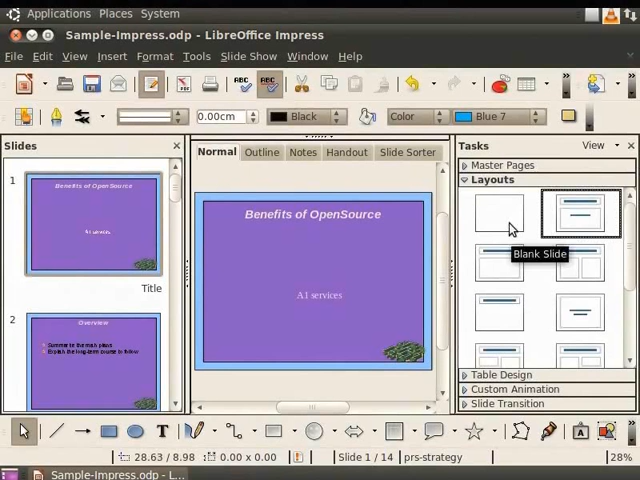 Applications Places System
Sample-Impress.odp - LibreOffice Impress
File Edit View Insert Format Tools Slide Show Window Help
ABC ABC
0.00cm Black Color Blue 7
Slides
Normal Outline Notes Handout Slide Sorter
Tasks View
Master Pages
Layouts
Blank Slide
Table Design
Custom Animation
Slide Transition
1
Benefits of OpenSource
A1 services
Title
2
Overview
Benefits of OpenSource
A1 services
T
A
28.63 / 8.98 0.00 x 0.00 Slide 1 / 14 prs-strategy 28%
Sample-Impress.odp - L...